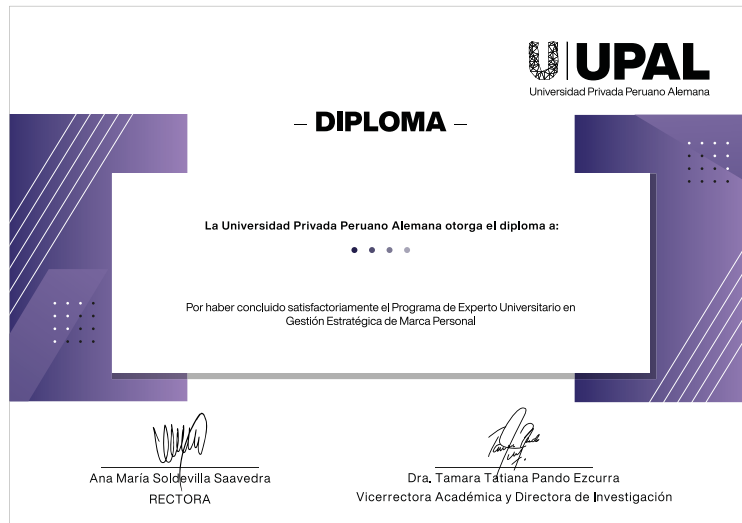 UPAL
Universidad Privada Peruano Alemana
– DIPLOMA –
La Universidad Privada Peruano Alemana otorga el diploma a:
Por haber concluido satisfactoriamente el Programa de Experto Universitario en
Gestión Estratégica de Marca Personal
Ana María Soldevilla Saavedra
RECTORA
Dra. Tamara Tatiana Pando Ezcurra
Vicerrectora Académica y Directora de Investigación